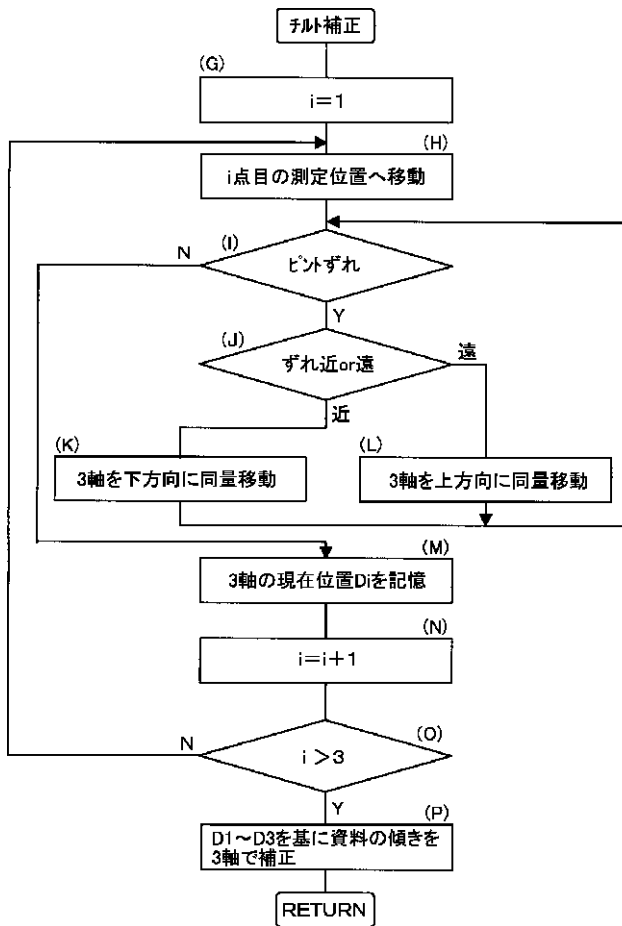 チルト補正
(G)
i=1
(H)
i点目の測定位置へ移動
(I)
N
ピントずれ
Y
(J)
ずれ近or遠
遠
近
(K)
3軸を下方向に同量移動
(L)
3軸を上方向に同量移動
(M)
3軸の現在位置Diを記憶
(N)
i=i+1
(O)
N
i>3
Y
(P)
D1~D3を基に資料の傾きを
3軸で補正
RETURN